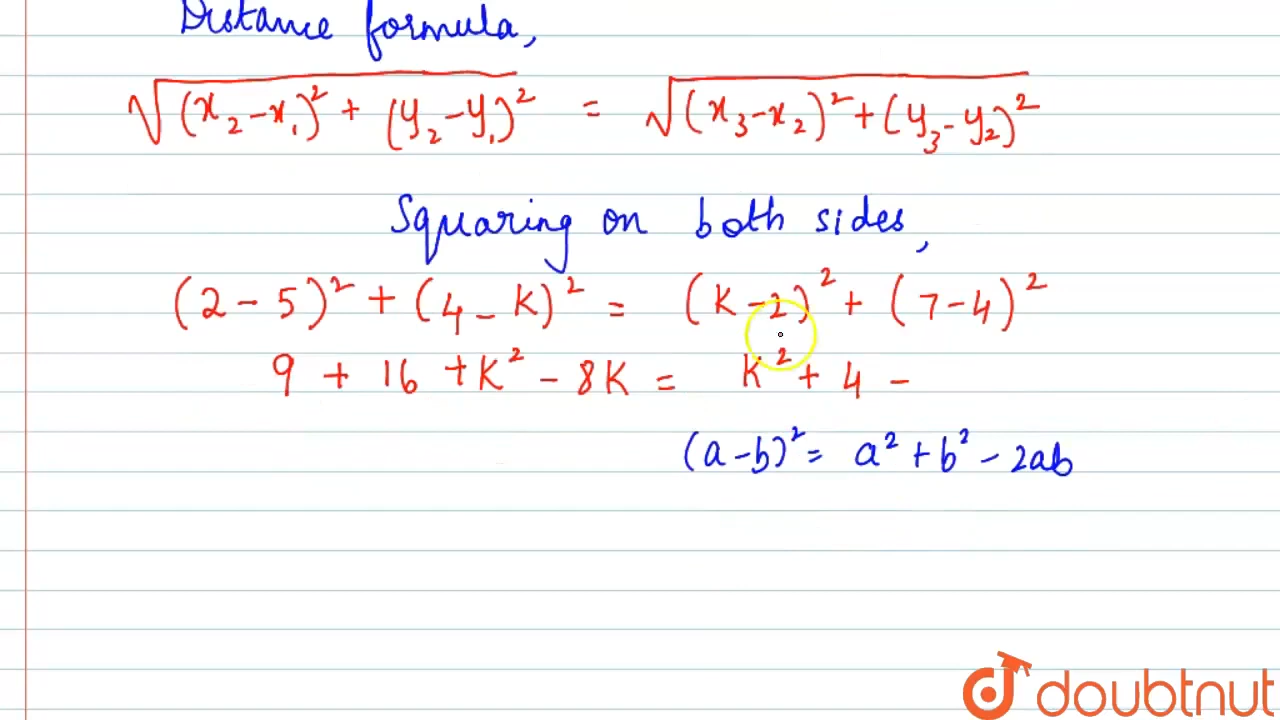 Distance formula,
√(x₂-x₁)² + (y₂-y₁)² = √(x₃-x₂)² + (y₃-y₂)²
Squaring on both sides,
(2-5)² + (4-K)² = (K-2)² + (7-4)²
9 + 16 + K² - 8K = K² + 4 -
(a-b)² = a² + b² - 2ab
doubtnut